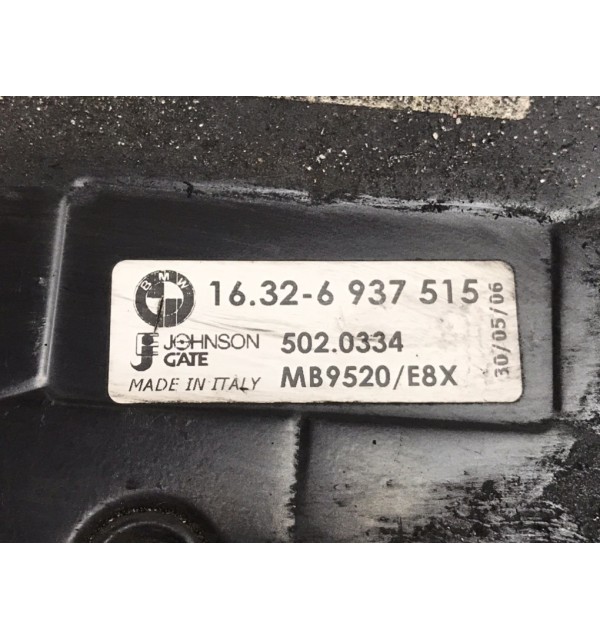 BMW
16.32-6 937 515
JOHNSON
GATE
502.0334
MADE IN ITALY
MB9520/E8X
30/05/06